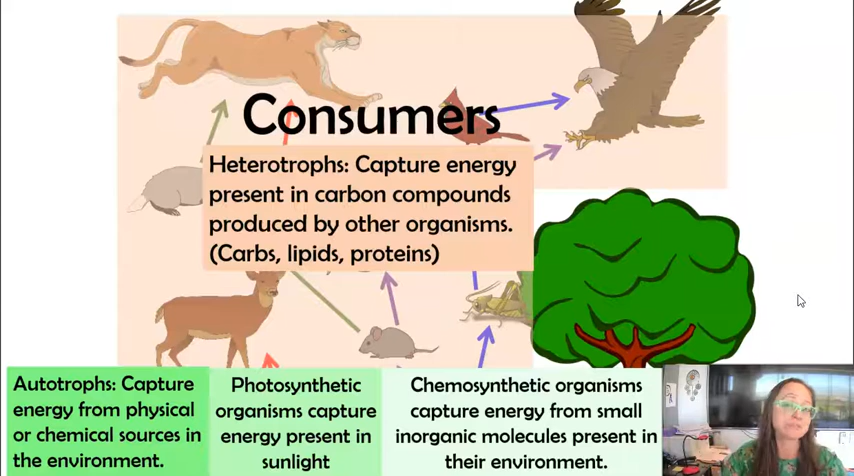 Consumers
Heterotrophs: Capture energy
present in carbon compounds
produced by other organisms.
(Carbs, lipids, proteins)
Autotrophs: Capture
energy from physical
or chemical sources in
the environment.
Photosynthetic
organisms capture
energy present in
sunlight
Chemosynthetic organisms
capture energy from small
inorganic molecules present in
their environment.